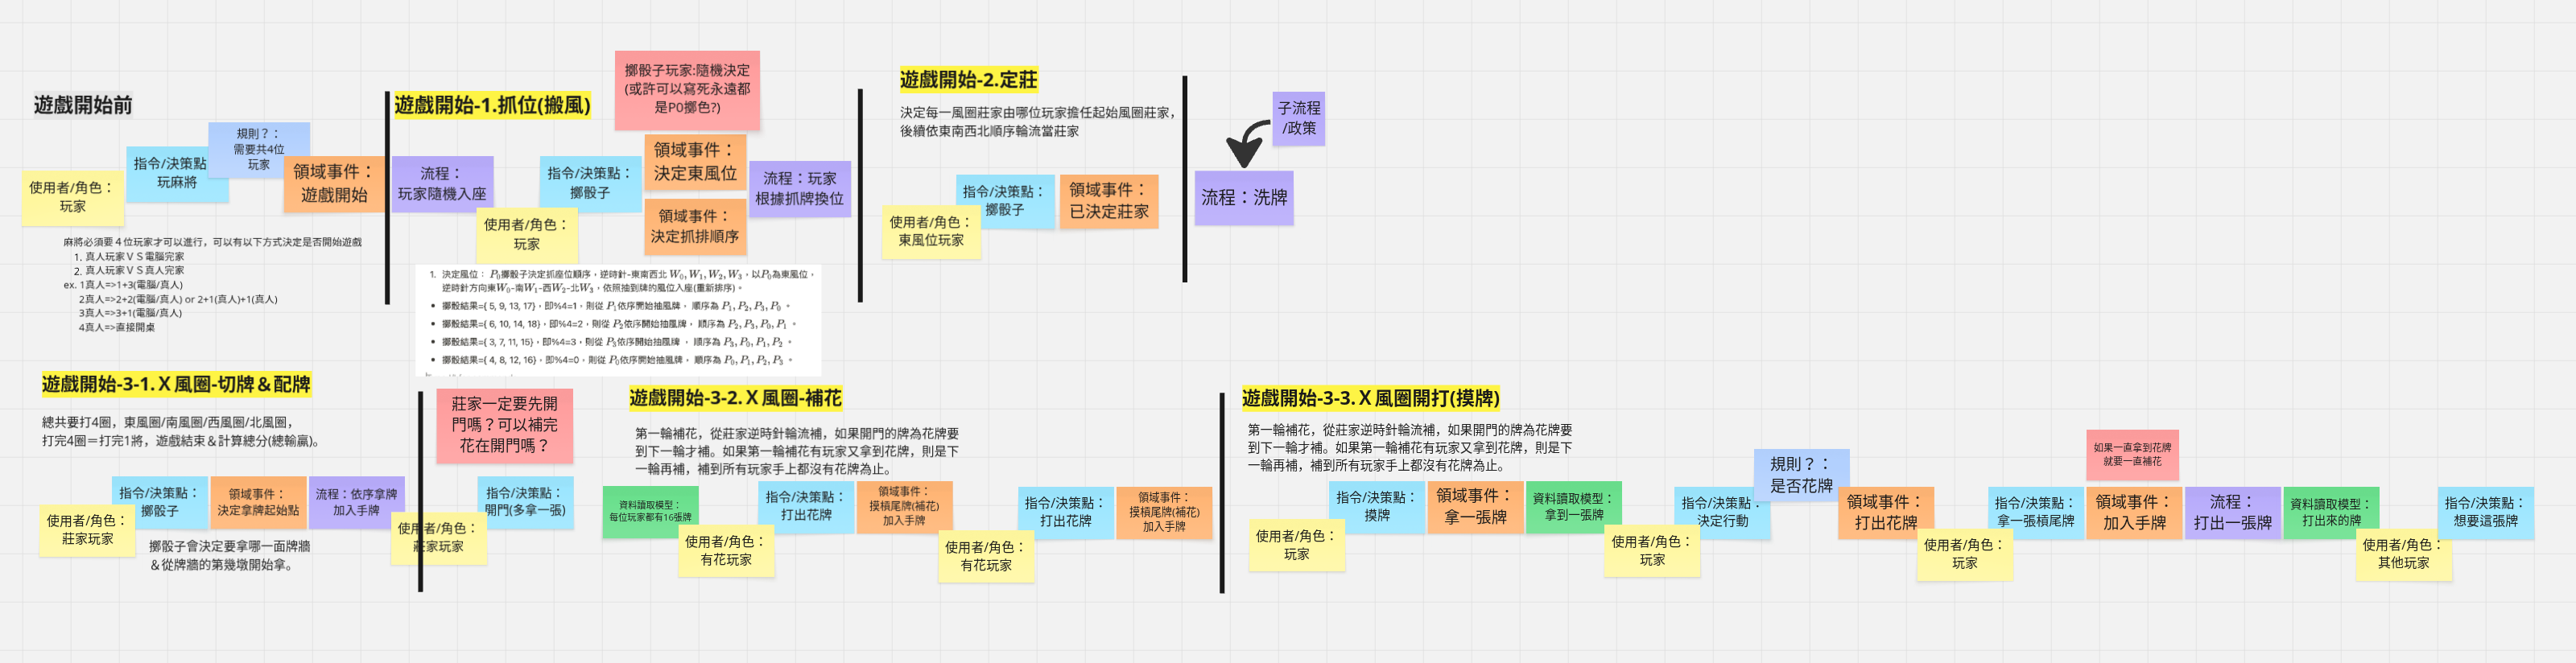 遊戲開始前
使用者/角色：
玩家
指令/決策點
玩麻將
規則？：
需要共4位
玩家
領域事件：
遊戲開始
麻將必須要４位玩家才可以進行，可以有以下方式決定是否開始遊戲
1. 真人玩家ＶＳ電腦完家
2. 真人玩家ＶＳ真人完家
ex. 1真人=>1+3(電腦/真人)
2真人=>2+2(電腦/真人) or 2+1(真人)+1(真人)
3真人=>3+1(電腦/真人)
4真人=>直接開桌
遊戲開始-1.抓位(搬風)
擲骰子玩家:隨機決定
(或許可以寫死永遠都
是P0擲色?)
流程：
玩家隨機入座
使用者/角色：
玩家
指令/決策點：
擲骰子
領域事件：
決定東風位
領域事件：
決定抓排順序
流程：玩家
根據抓牌換位
1. 決定風位： P0擲骰子決定抓座位順序，逆時針-東南西北 W0, W1, W2, W3，以P0為東風位，
逆時針方向東W0-南W1-西W2-北W3，依照抽到牌的風位入座(重新排序)。
• 擲骰結果={ 5, 9, 13, 17}，即%4=1，則從 P1依序開始抽風牌， 順序為 P1, P2, P3, P0 。
• 擲骰結果={ 6, 10, 14, 18}，即%4=2，則從 P2依序開始抽風牌， 順序為 P2, P3, P0, P1 。
• 擲骰結果={ 3, 7, 11, 15}，即%4=3，則從 P3依序開始抽風牌 ， 順序為 P3, P0, P1, P2 。
• 擲骰結果={ 4, 8, 12, 16}，即%4=0，則從 P0依序開始抽風牌， 順序為 P0, P1, P2, P3 。
遊戲開始-2.定莊
決定每一風圈莊家由哪位玩家擔任起始風圈莊家，
後續依東南西北順序輪流當莊家
使用者/角色：
東風位玩家
指令/決策點：
擲骰子
領域事件：
已決定莊家
子流程
/政策
流程：洗牌
遊戲開始-3-1.Ｘ風圈-切牌＆配牌
總共要打4圈，東風圈/南風圈/西風圈/北風圈，
打完4圈＝打完1將，遊戲結束＆計算總分(總輸贏)。
使用者/角色：
莊家玩家
指令/決策點：
擲骰子
領域事件：
決定拿牌起始點
流程：依序拿牌
加入手牌
擲骰子會決定要拿哪一面牌牆
＆從牌牆的第幾墩開始拿。
莊家一定要先開
門嗎？可以補完
花在開門嗎？
使用者/角色：
莊家玩家
指令/決策點：
開門(多拿一張)
遊戲開始-3-2.Ｘ風圈-補花
第一輪補花，從莊家逆時針輪流補，如果開門的牌為花牌要
到下一輪才補。如果第一輪補花有玩家又拿到花牌，則是下
一輪再補，補到所有玩家手上都沒有花牌為止。
資料讀取模型：
每位玩家都有16張牌
使用者/角色：
有花玩家
指令/決策點：
打出花牌
領域事件：
摸槓尾牌(補花)
加入手牌
使用者/角色：
有花玩家
指令/決策點：
打出花牌
領域事件：
摸槓尾牌(補花)
加入手牌
遊戲開始-3-3.Ｘ風圈開打(摸牌)
第一輪補花，從莊家逆時針輪流補，如果開門的牌為花牌要
到下一輪才補。如果第一輪補花有玩家又拿到花牌，則是下
一輪再補，補到所有玩家手上都沒有花牌為止。
使用者/角色：
玩家
指令/決策點：
摸牌
領域事件：
拿一張牌
資料讀取模型：
拿到一張牌
使用者/角色：
玩家
指令/決策點：
決定行動
規則？：
是否花牌
領域事件：
打出花牌
使用者/角色：
玩家
指令/決策點：
拿一張槓尾牌
如果一直拿到花牌
就要一直補花
領域事件：
加入手牌
流程：
打出一張牌
資料讀取模型：
打出來的牌
使用者/角色：
其他玩家
指令/決策點：
想要這張牌